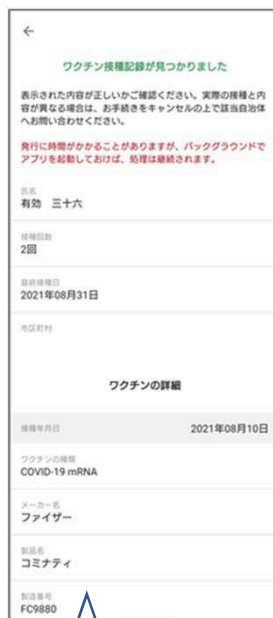 ワクチン接種記録が見つかりました
表示された内容が正しいかご確認ください。実際の接種と内
容が異なる場合は、お手続きをキャンセルの上で該当自治体
へお問い合わせください。
発行に時間がかかることがありますが、バックグラウンドで
アプリを起動しておけば、処理は継続されます。
氏名
有効 三十六
接種回数
2回
最終接種日
2021年08月31日
市区町村
ワクチンの詳細
接種年月日 2021年08月10日
ワクチンの種類
COVID-19 mRNA
メーカー名
ファイザー
製品名
コミナティ
製造番号
FC9880